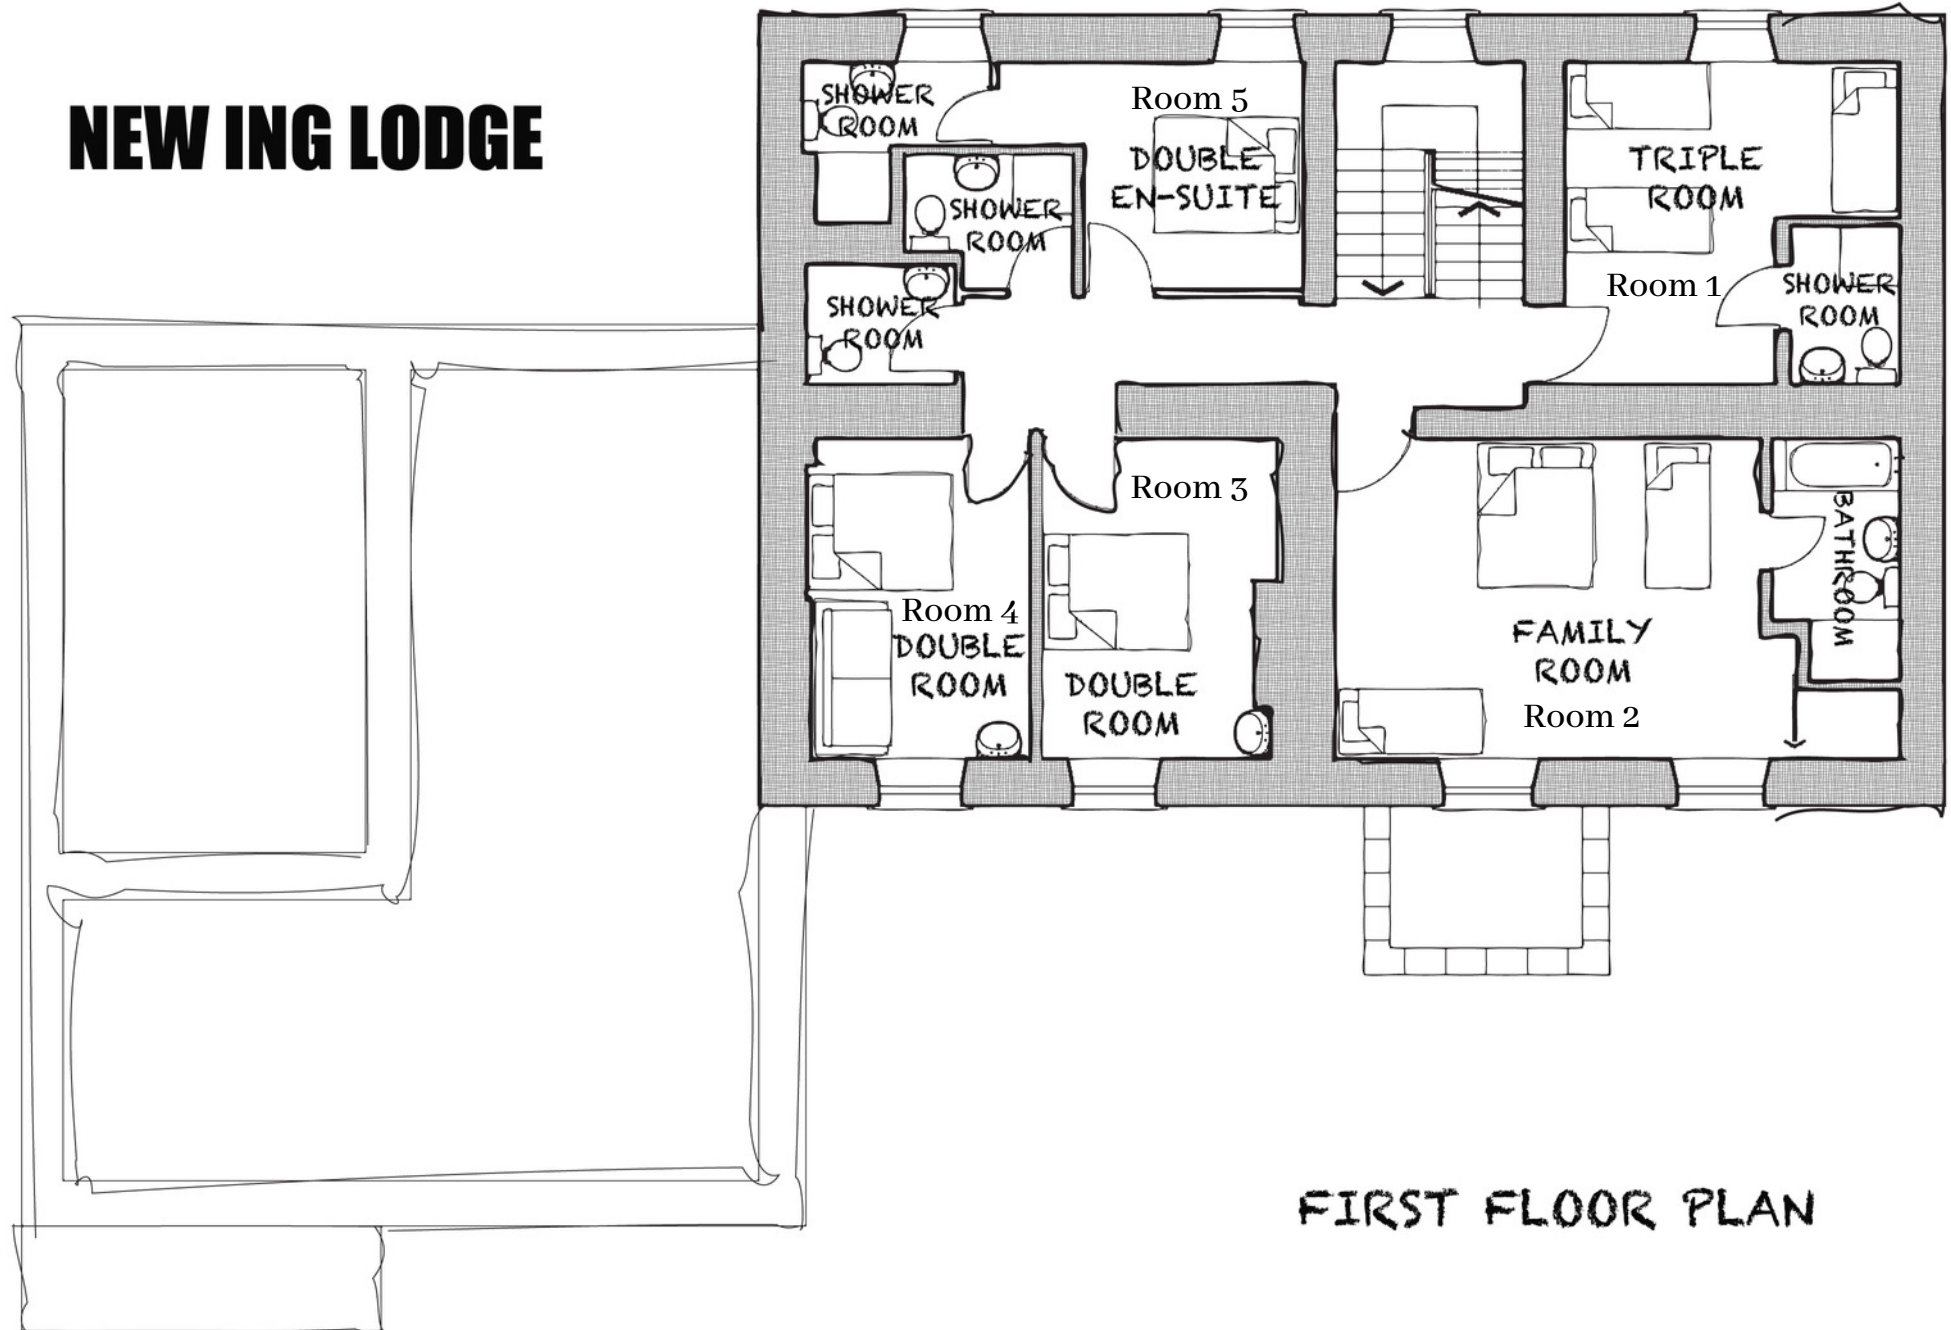 NEW ING LODGE
SHOWER
ROOM
Room 5
DOUBLE
EN-SUITE
TRIPLE
ROOM
SHOWER
ROOM
Room 1
SHOWER
ROOM
SHOWER
ROOM
Room 3
BATHROOM
Room 4
DOUBLE
ROOM
DOUBLE
ROOM
FAMILY
ROOM
Room 2
FIRST FLOOR PLAN